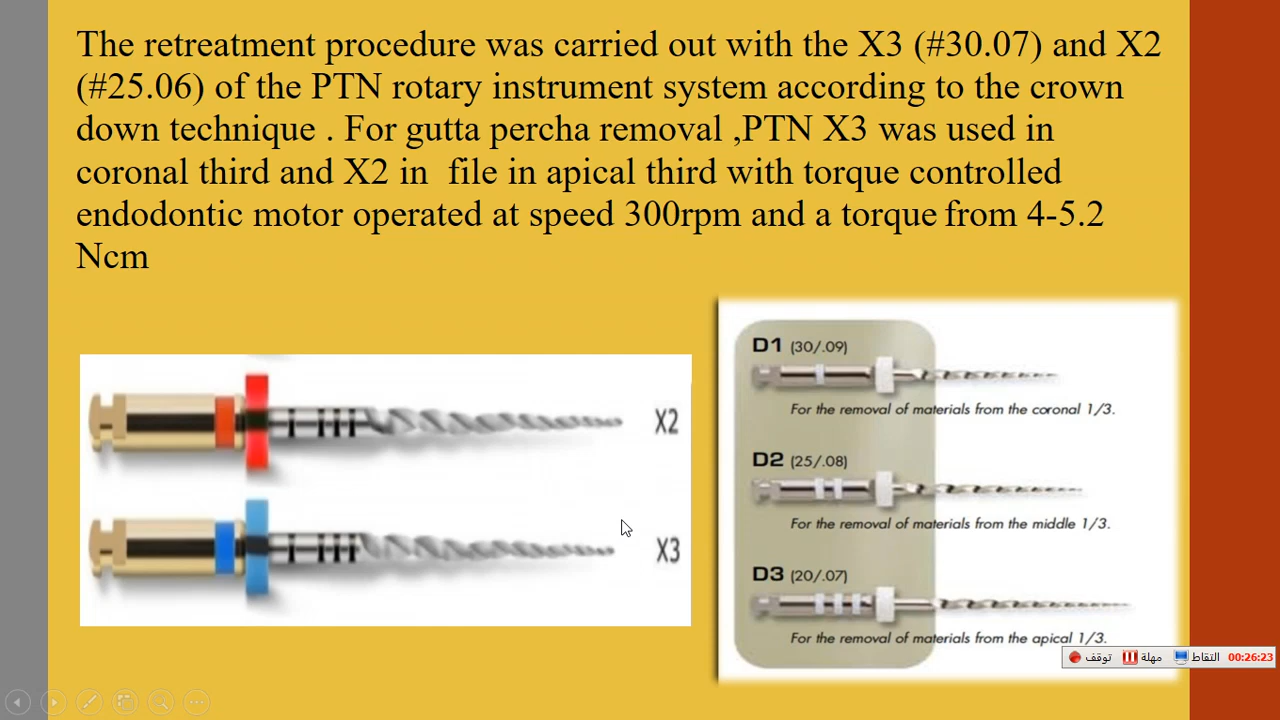 The retreatment procedure was carried out with the X3 (#30.07) and X2
(#25.06) of the PTN rotary instrument system according to the crown
down technique . For gutta percha removal ,PTN X3 was used in
coronal third and X2 in  file in apical third with torque controlled
endodontic motor operated at speed 300rpm and a torque from 4-5.2
Ncm
X2
X3
D1 (30/.09)
For the removal of materials from the coronal 1/3.
D2 (25/.08)
For the removal of materials from the middle 1/3.
D3 (20/.07)
For the removal of materials from the apical 1/3.
توقف مهلة التقاط 00:26:23